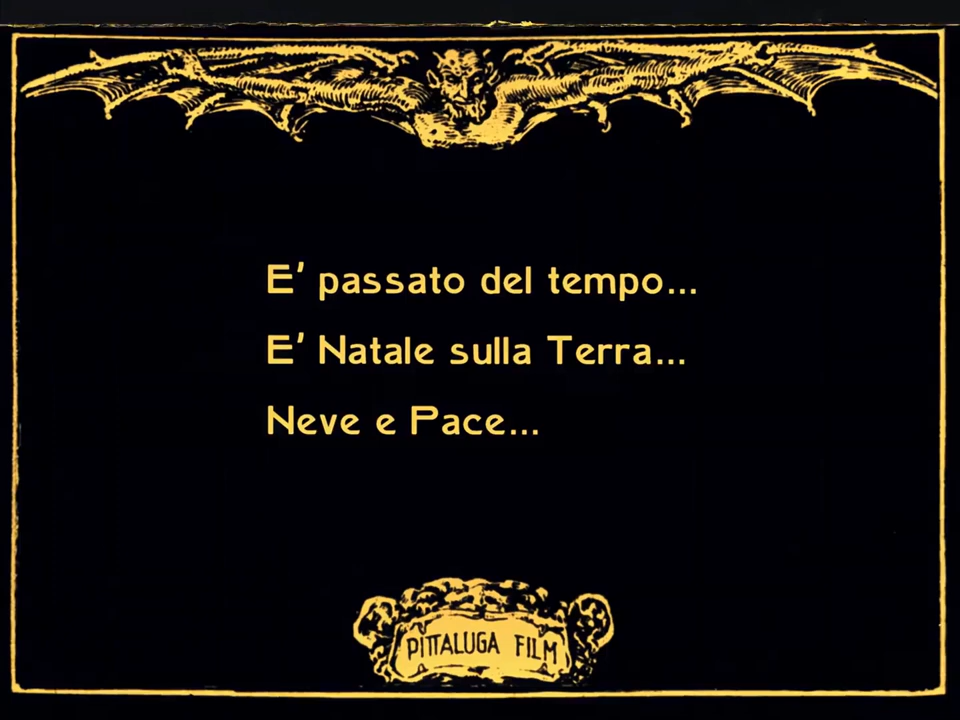 E' passato del tempo...
E' Natale sulla Terra...
Neve e Pace...
PITTALUGA FILM